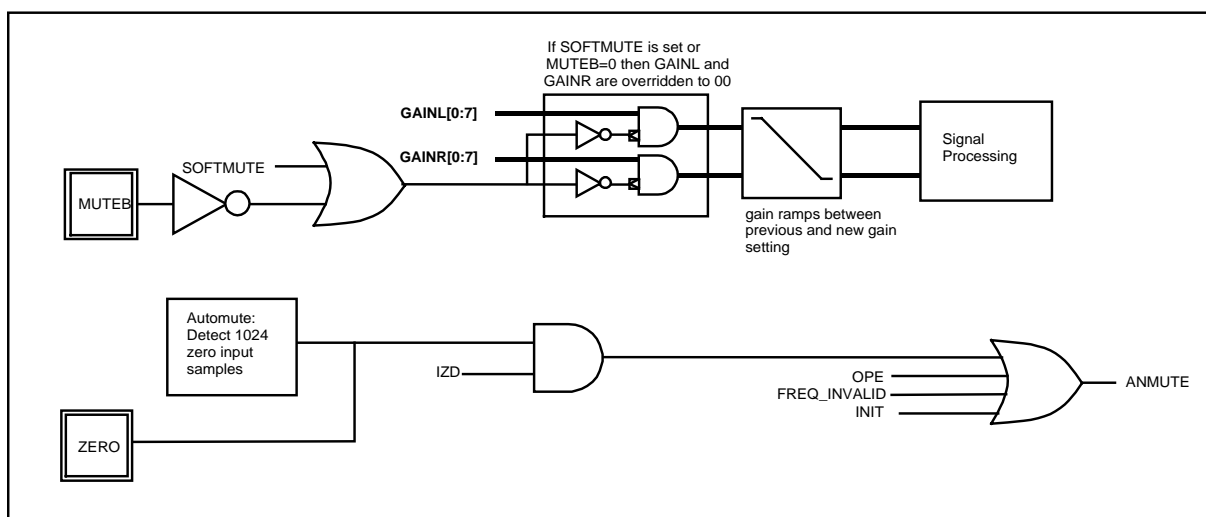 If SOFTMUTE is set or
MUTEB=0 then GAINL and
GAINR are overridden to 00
GAINL[0:7]
GAINR[0:7]
SOFTMUTE
MUTEB
Signal
Processing
gain ramps between
previous and new gain
setting
Automute:
Detect 1024
zero input
samples
IZD
OPE
FREQ_INVALID
INIT
ANMUTE
ZERO